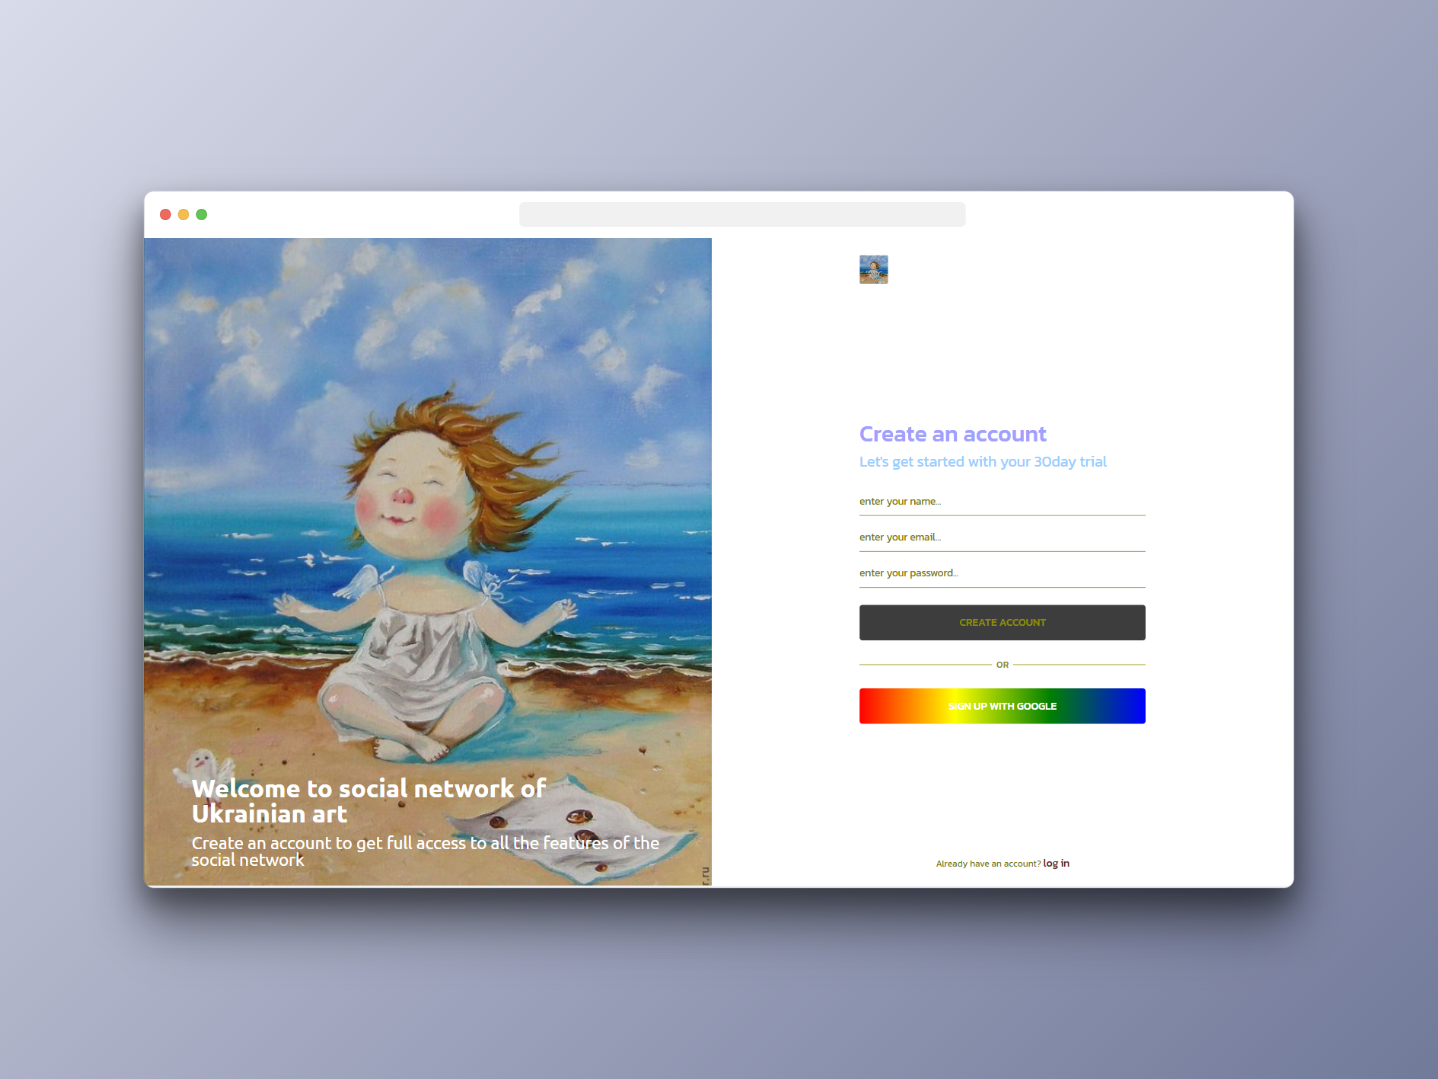 Create an account
Let's get started with your 30day trial
enter your name...
enter your email...
enter your password...
CREATE ACCOUNT
OR
SIGN UP WITH GOOGLE
Already have an account? log in
Welcome to social network of
Ukrainian art
Create an account to get full access to all the features of the
social network
r.ru